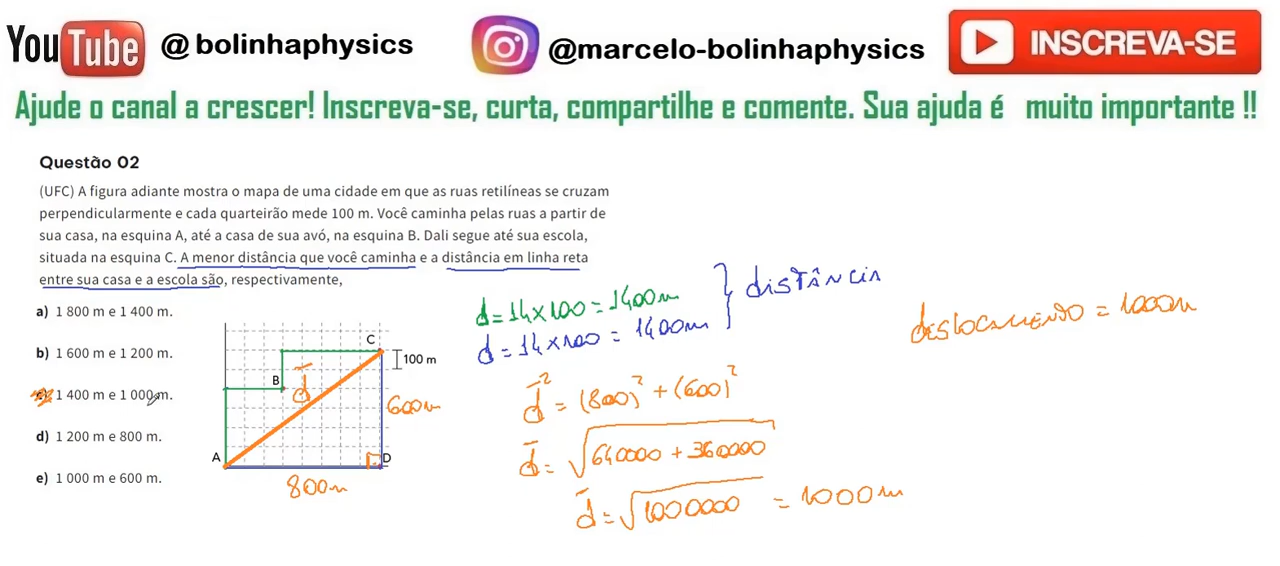 YouTube @bolinhaphysics @marcelo-bolinhaphysics INSCREVA-SE
Ajude o canal a crescer! Inscreva-se, curta, compartilhe e comente. Sua ajuda é muito importante !!
Questão 02
(UFC) A figura adiante mostra o mapa de uma cidade em que as ruas retilíneas se cruzam
perpendicularmente e cada quarteirão mede 100 m. Você caminha pelas ruas a partir de
sua casa, na esquina A, até a casa de sua avó, na esquina B. Dali segue até sua escola,
situada na esquina C. A menor distância que você caminha e a distância em linha reta
entre sua casa e a escola são, respectivamente,
a) 1 800 m e 1 400 m.
b) 1 600 m e 1 200 m.
c) 1 400 m e 1 000 m.
d) 1 200 m e 800 m.
e) 1 000 m e 600 m.
C
100 m
B
d̄
600m
A
D
800m
d=14x100=1400m
d=14x100=1400m
distância
deslocamento = 1000m
d̄² = (800)² + (600)²
d̄ = √640000 + 360000
d̄ = √1000000 = 1000m